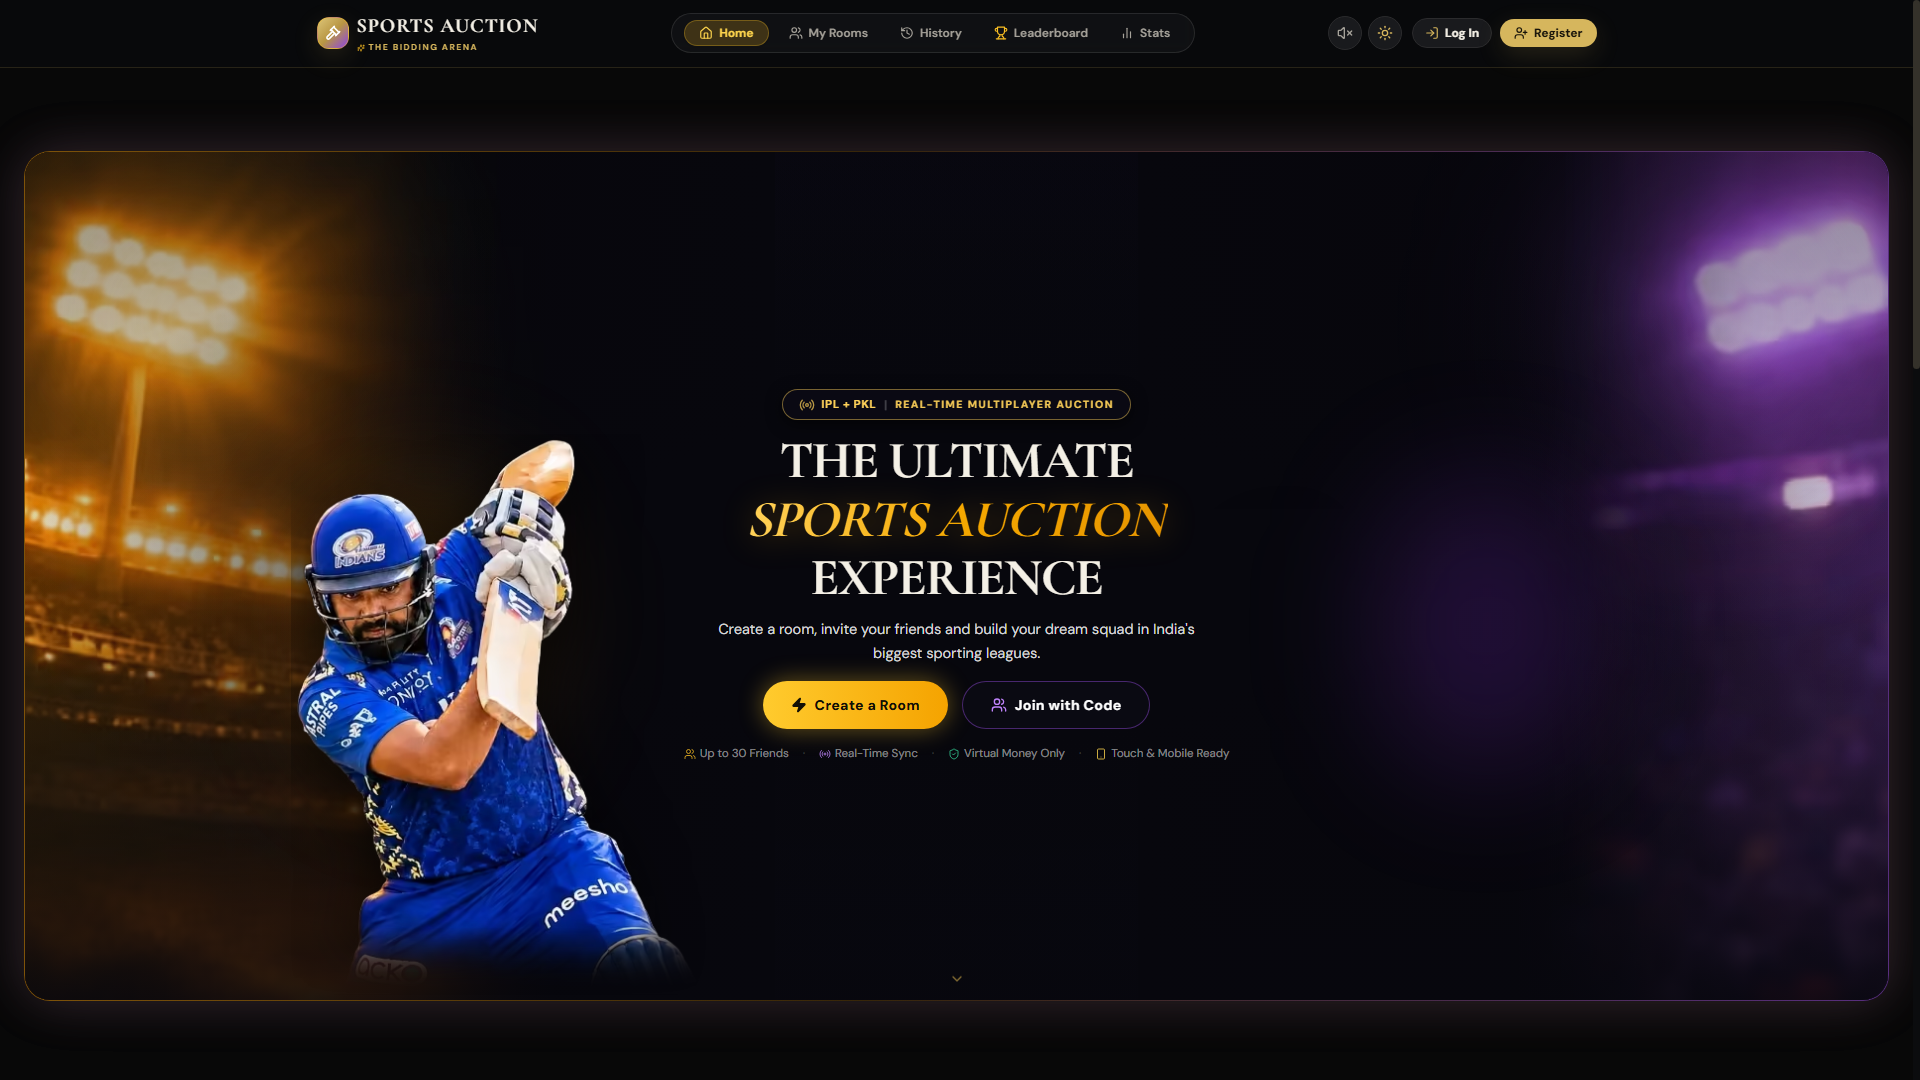 SPORTS AUCTION
THE BIDDING ARENA
Home
My Rooms
History
Leaderboard
Stats
Log In
Register
IPL + PKL | REAL-TIME MULTIPLAYER AUCTION
THE ULTIMATE
SPORTS AUCTION
EXPERIENCE
Create a room, invite your friends and build your dream squad in India's
biggest sporting leagues.
Create a Room
Join with Code
Up to 30 Friends · Real-Time Sync · Virtual Money Only · Touch & Mobile Ready
INDIANS
ASTRAL
PIPES
meesho